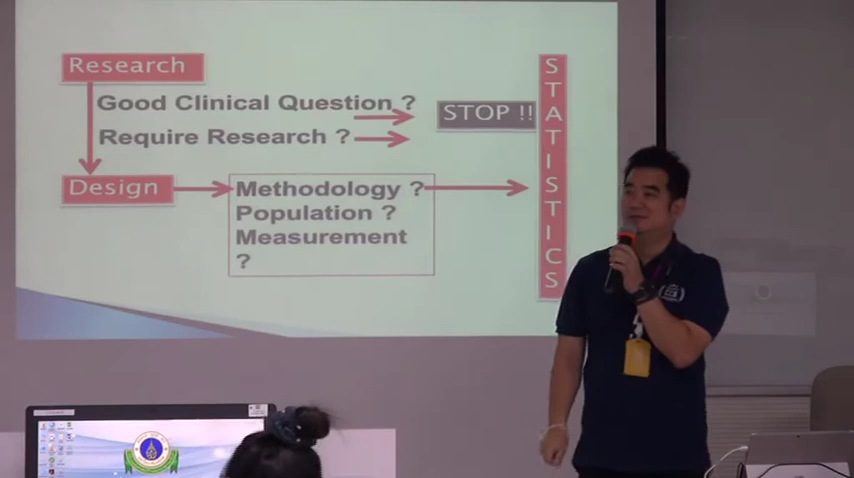 Research
Good Clinical Question ?
Require Research ?
STOP !!
STATISTICS
Design
Methodology ?
Population ?
Measurement
?